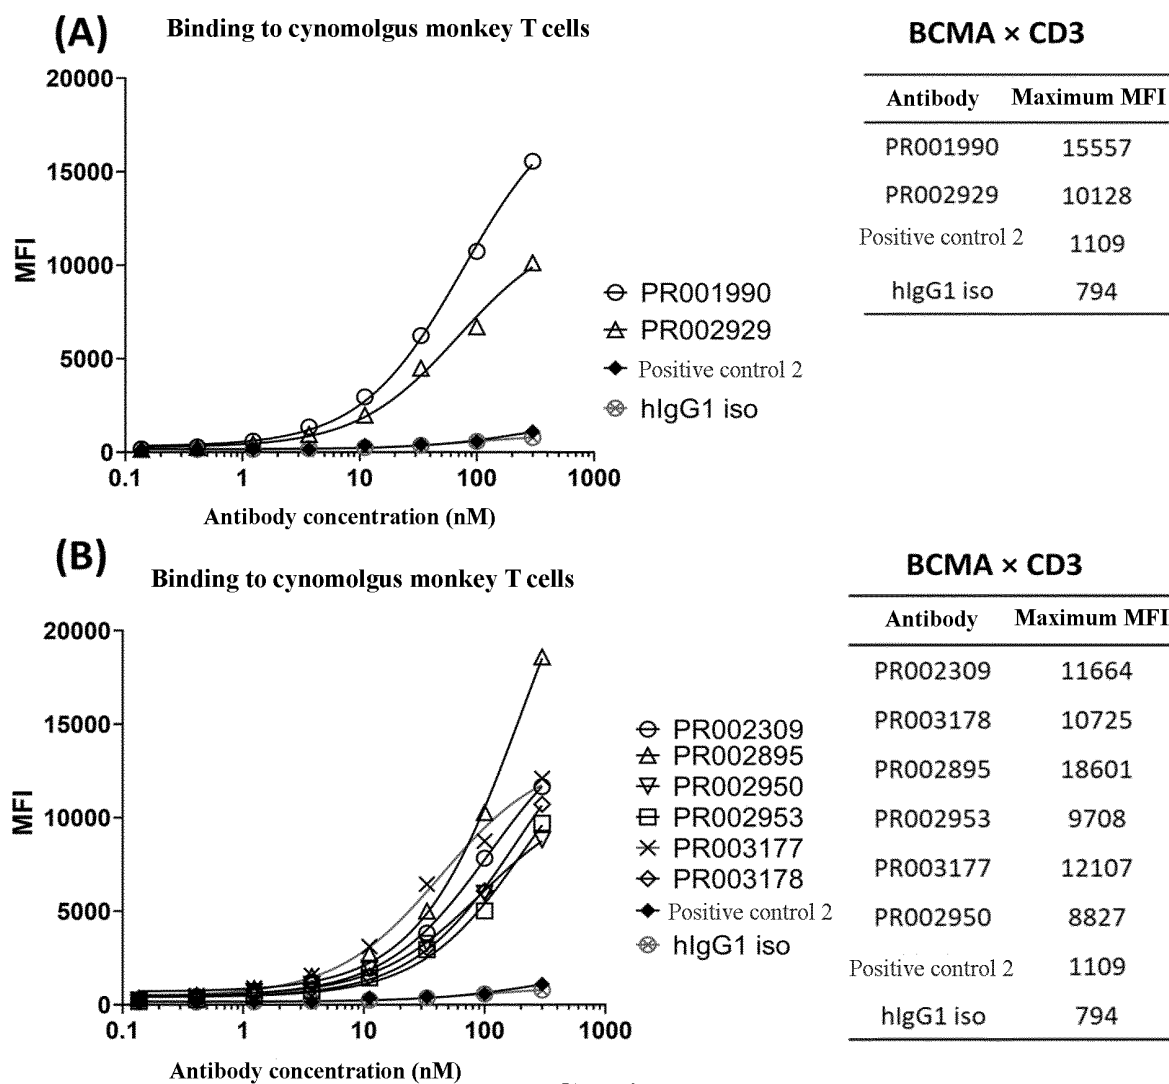 (A)
Binding to cynomolgus monkey T cells
20000
15000
10000
5000
0
MFI
0.1 1 10 100 1000
Antibody concentration (nM)
PR001990
PR002929
Positive control 2
hIgG1 iso
BCMA × CD3
Antibody Maximum MFI
PR001990 15557
PR002929 10128
Positive control 2 1109
hIgG1 iso 794
(B)
Binding to cynomolgus monkey T cells
20000
15000
10000
5000
0
MFI
0.1 1 10 100 1000
Antibody concentration (nM)
PR002309
PR002895
PR002950
PR002953
PR003177
PR003178
Positive control 2
hIgG1 iso
BCMA × CD3
Antibody Maximum MFI
PR002309 11664
PR003178 10725
PR002895 18601
PR002953 9708
PR003177 12107
PR002950 8827
Positive control 2 1109
hIgG1 iso 794